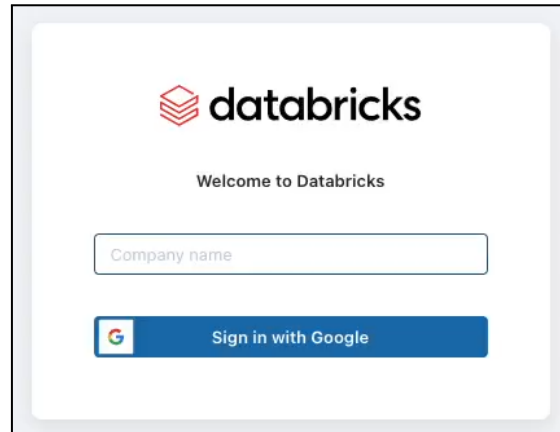 databricks
Welcome to Databricks
Company name
Sign in with Google